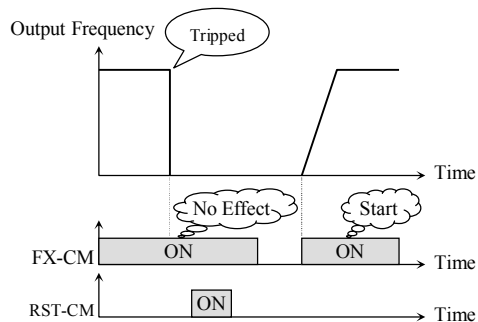 Output Frequency
Tripped
Time
No Effect
Start
FX-CM
ON
ON
Time
RST-CM
ON
Time